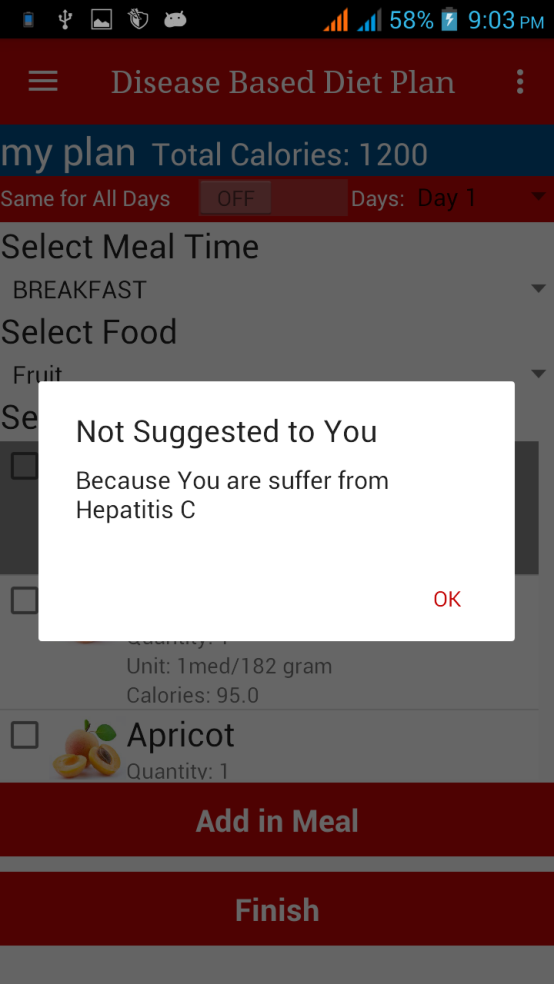 58% 9:03 PM
Disease Based Diet Plan
my plan Total Calories: 1200
Same for All Days OFF Days: Day 1
Select Meal Time
BREAKFAST
Select Food
Fruit
Se
Not Suggested to You
Because You are suffer from
Hepatitis C
OK
Quantity: 1
Unit: 1med/182 gram
Calories: 95.0
Apricot
Quantity: 1
Add in Meal
Finish